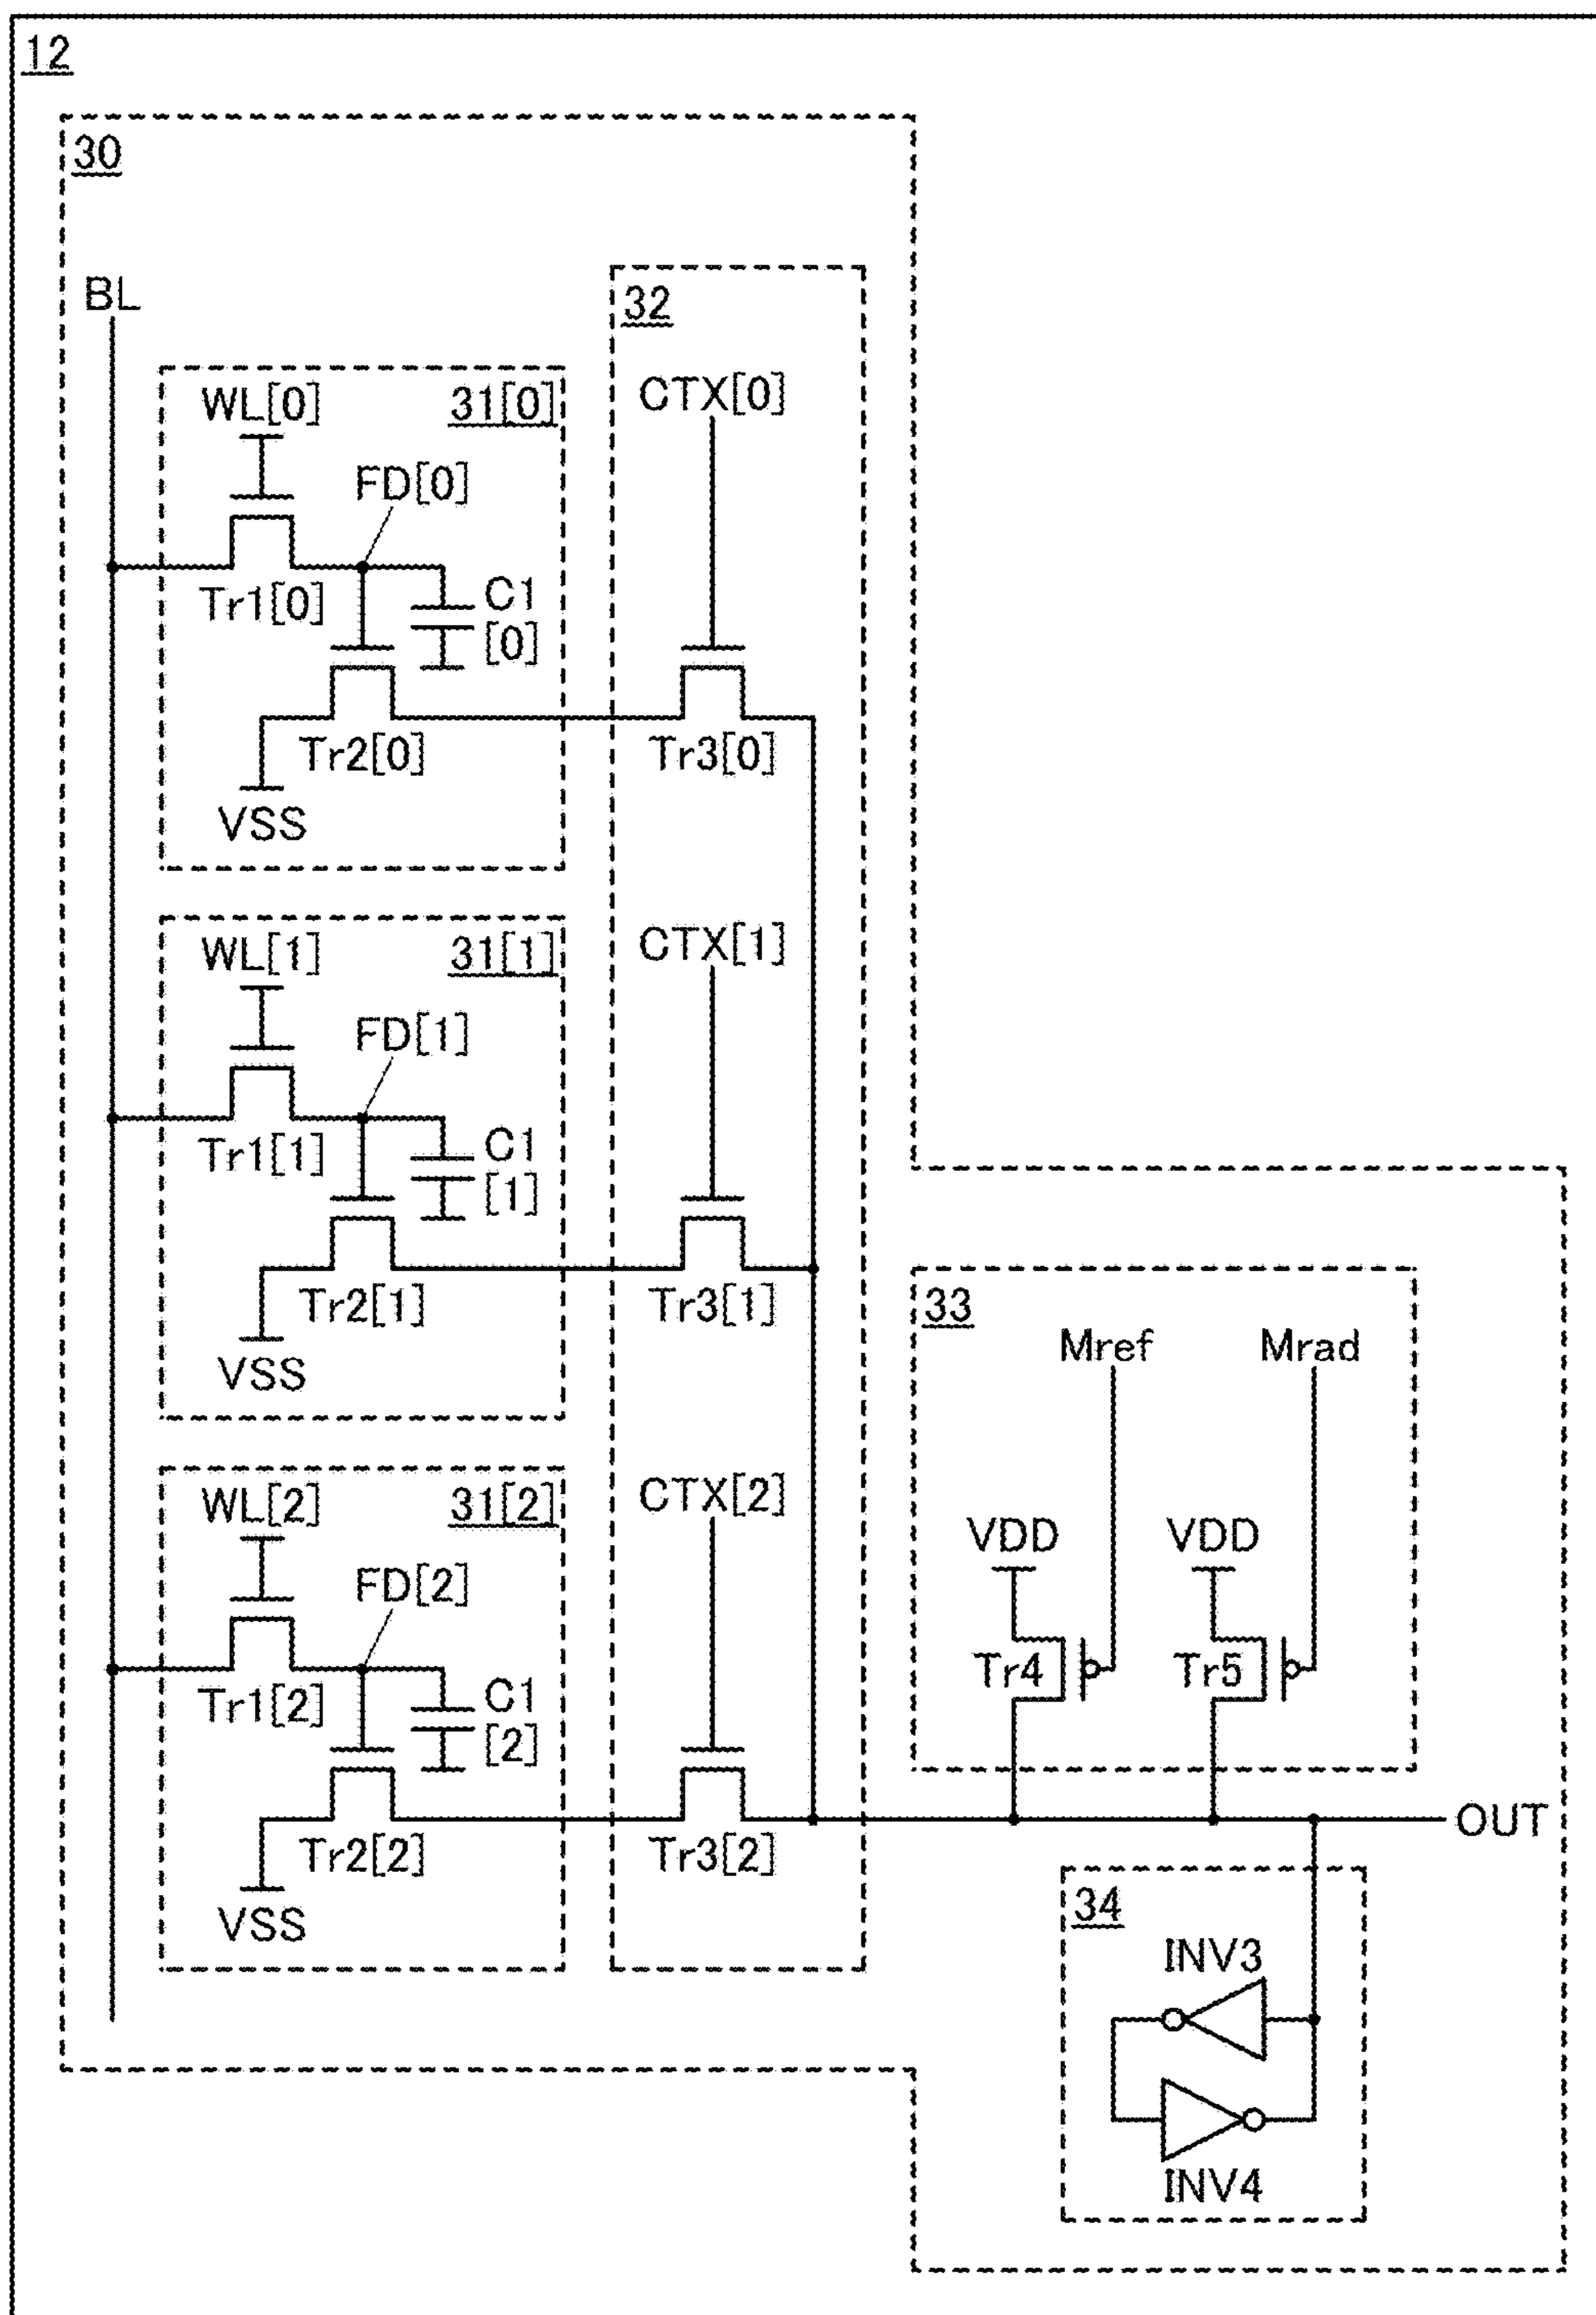 12
30
BL
32
WL[0]
31[0]
CTX[0]
FD[0]
Tr1[0]
C1
[0]
Tr2[0]
Tr3[0]
VSS
WL[1]
31[1]
CTX[1]
FD[1]
Tr1[1]
C1
[1]
Tr2[1]
Tr3[1]
VSS
33
Mref
Mrad
WL[2]
31[2]
CTX[2]
VDD
VDD
FD[2]
Tr1[2]
C1
[2]
Tr4
Tr5
Tr2[2]
Tr3[2]
OUT
VSS
34
INV3
INV4